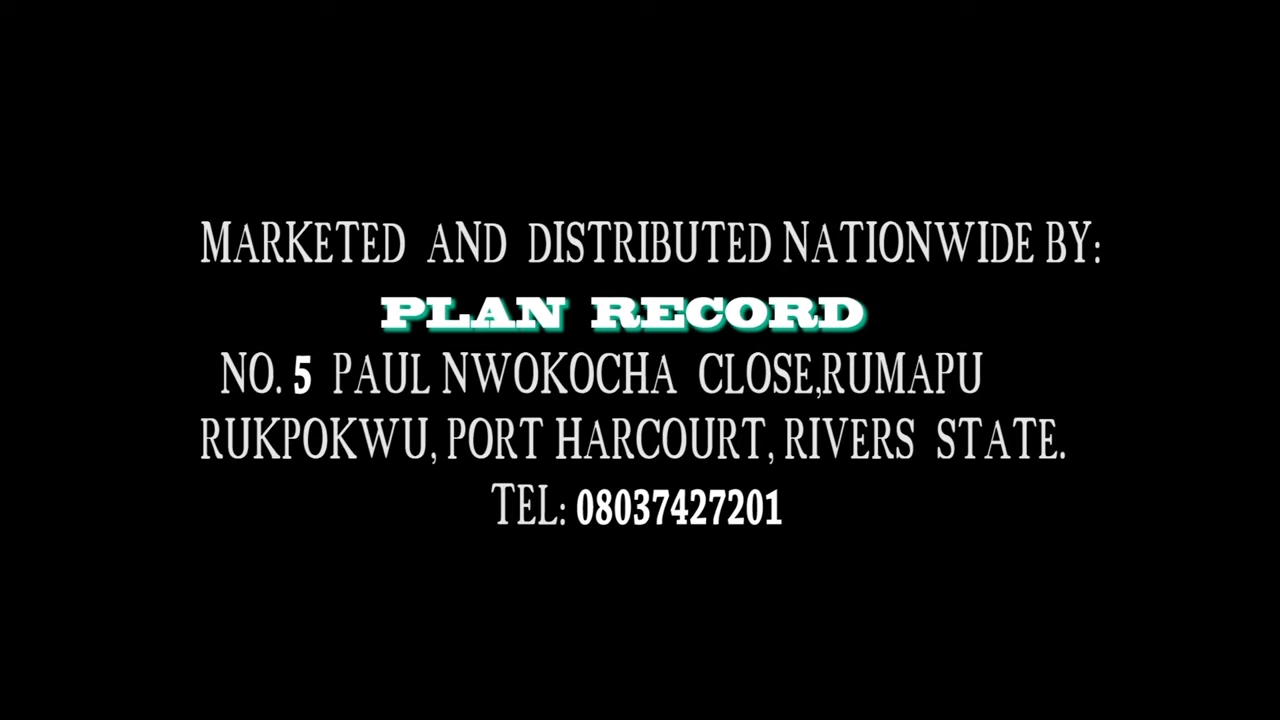 MARKETED AND DISTRIBUTED NATIONWIDE BY:
PLAN RECORD
NO. 5 PAUL NWOKOCHA CLOSE,RUMAPU
RUKPOKWU, PORT HARCOURT, RIVERS STATE.
TEL: 08037427201